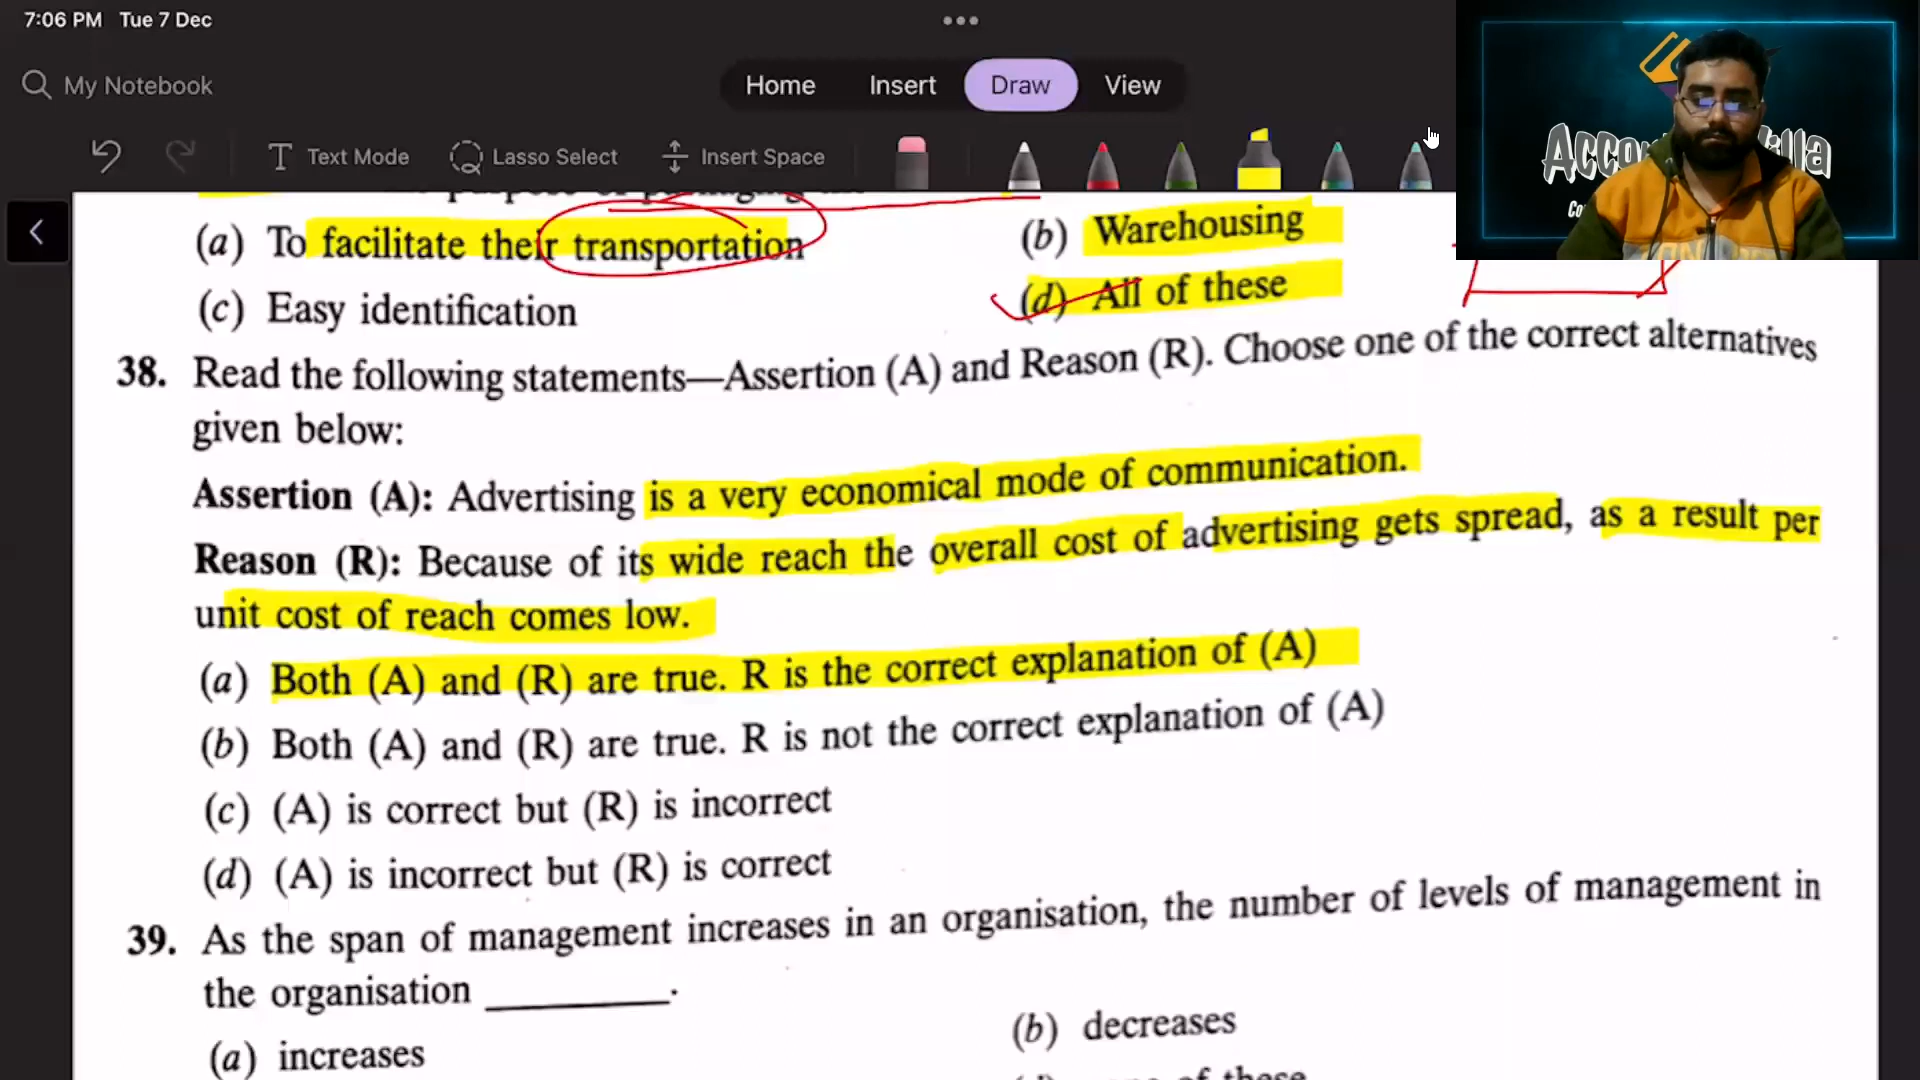 7:06 PM Tue 7 Dec
My Notebook
Home Insert Draw View
Text Mode Lasso Select Insert Space
purpose of packaging
(a) To facilitate their transportation (b) Warehousing
(c) Easy identification (d) All of these
38. Read the following statements—Assertion (A) and Reason (R). Choose one of the correct alternatives
given below:
Assertion (A): Advertising is a very economical mode of communication.
Reason (R): Because of its wide reach the overall cost of advertising gets spread, as a result per
unit cost of reach comes low.
(a) Both (A) and (R) are true. R is the correct explanation of (A)
(b) Both (A) and (R) are true. R is not the correct explanation of (A)
(c) (A) is correct but (R) is incorrect
(d) (A) is incorrect but (R) is correct
39. As the span of management increases in an organisation, the number of levels of management in
the organisation ________.
(a) increases (b) decreases
of these